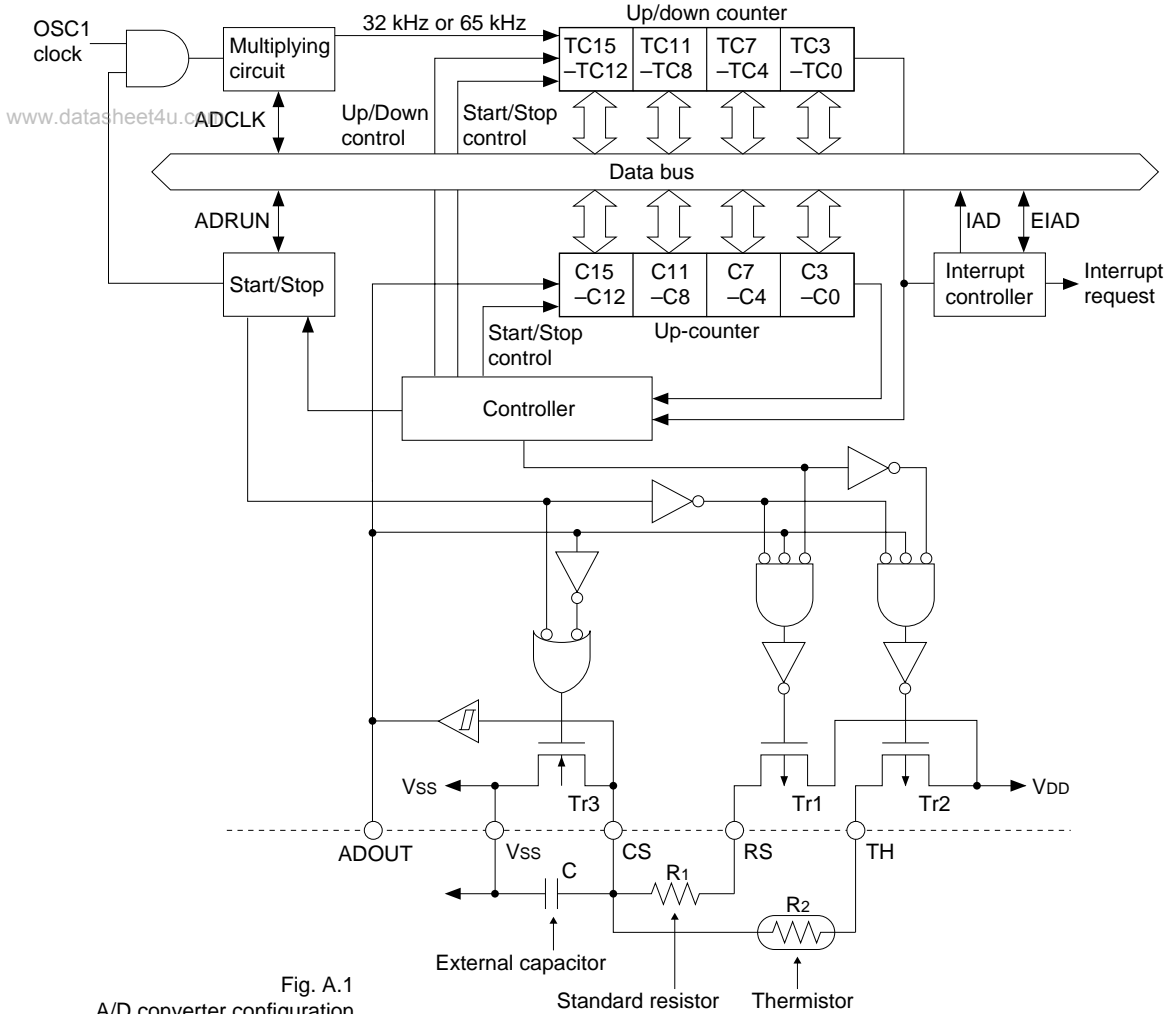 OSC1
clock
Multiplying
circuit
32 kHz or 65 kHz
Up/down counter
TC15
–TC12
TC11
–TC8
TC7
–TC4
TC3
–TC0
www.datasheet4u.com
ADCLK
Up/Down
control
Start/Stop
control
Data bus
ADRUN
IAD
EIAD
Start/Stop
C15
–C12
C11
–C8
C7
–C4
C3
–C0
Interrupt
controller
Interrupt
request
Up-counter
Start/Stop
control
Controller
VSS
Tr3
Tr1
Tr2
VDD
ADOUT
VSS
CS
RS
TH
C
R1
R2
External capacitor
Standard resistor
Thermistor
Fig. A.1
A/D converter configuration